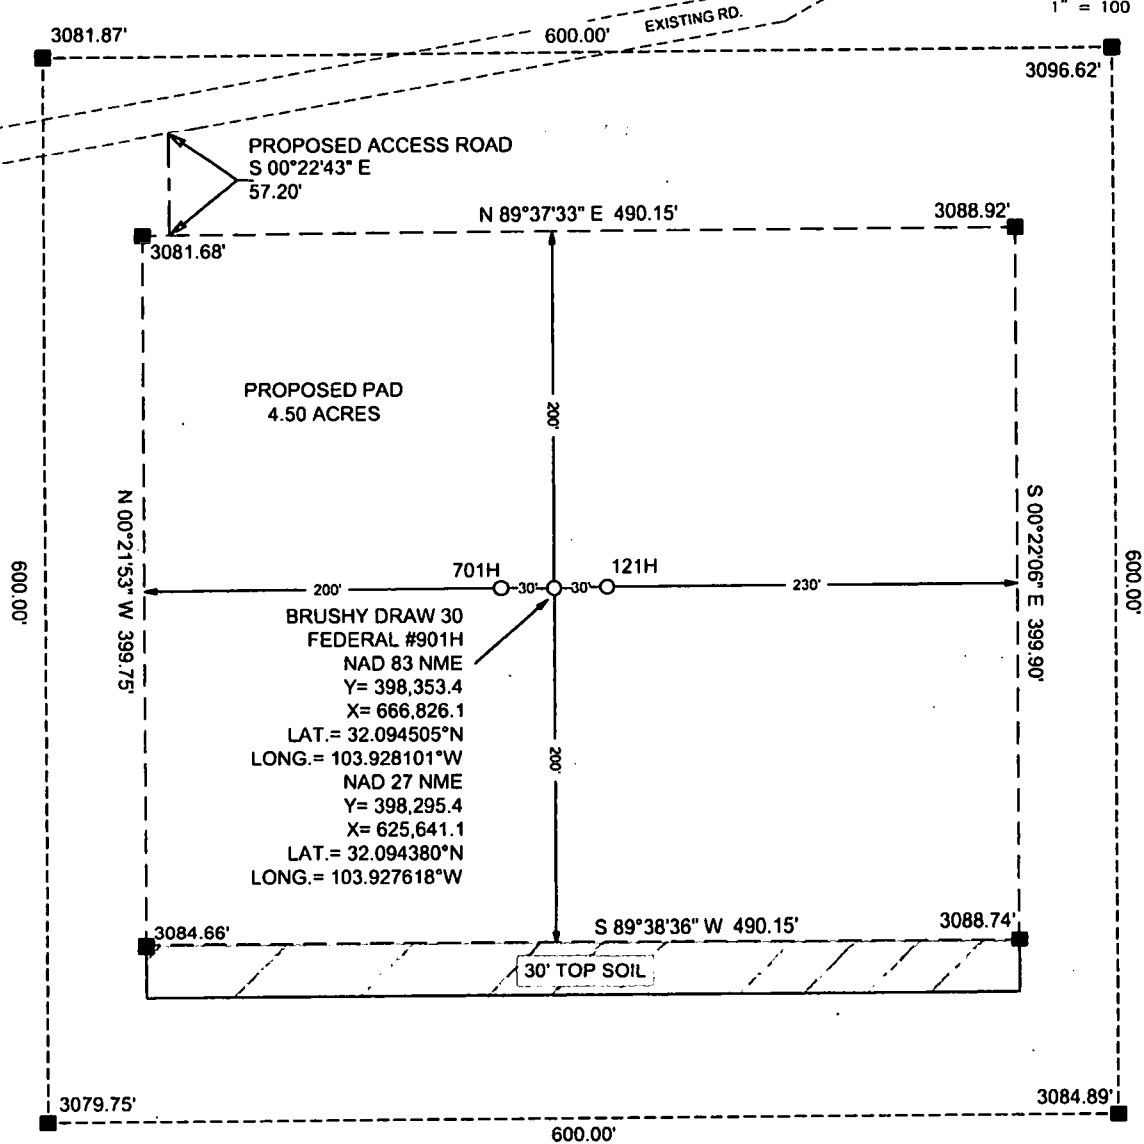 1" = 100
3081.87'
600.00'
EXISTING RD.
3096.62'
PROPOSED ACCESS ROAD
S 00°22'43" E
57.20'
N 89°37'33" E 490.15'
3088.92'
3081.68'
PROPOSED PAD
4.50 ACRES
200'
N 00°21'53" W 399.75'
S 00°22'06" E 399.90'
600.00'
600.00'
701H
121H
200'
30'
30'
230'
BRUSHY DRAW 30
FEDERAL #901H
NAD 83 NME
Y= 398,353.4
X= 666,826.1
LAT.= 32.094505°N
LONG.= 103.928101°W
NAD 27 NME
Y= 398,295.4
X= 625,641.1
LAT.= 32.094380°N
LONG.= 103.927618°W
200'
3084.66'
S 89°38'36" W 490.15'
3088.74'
30' TOP SOIL
3079.75'
3084.89'
600.00'